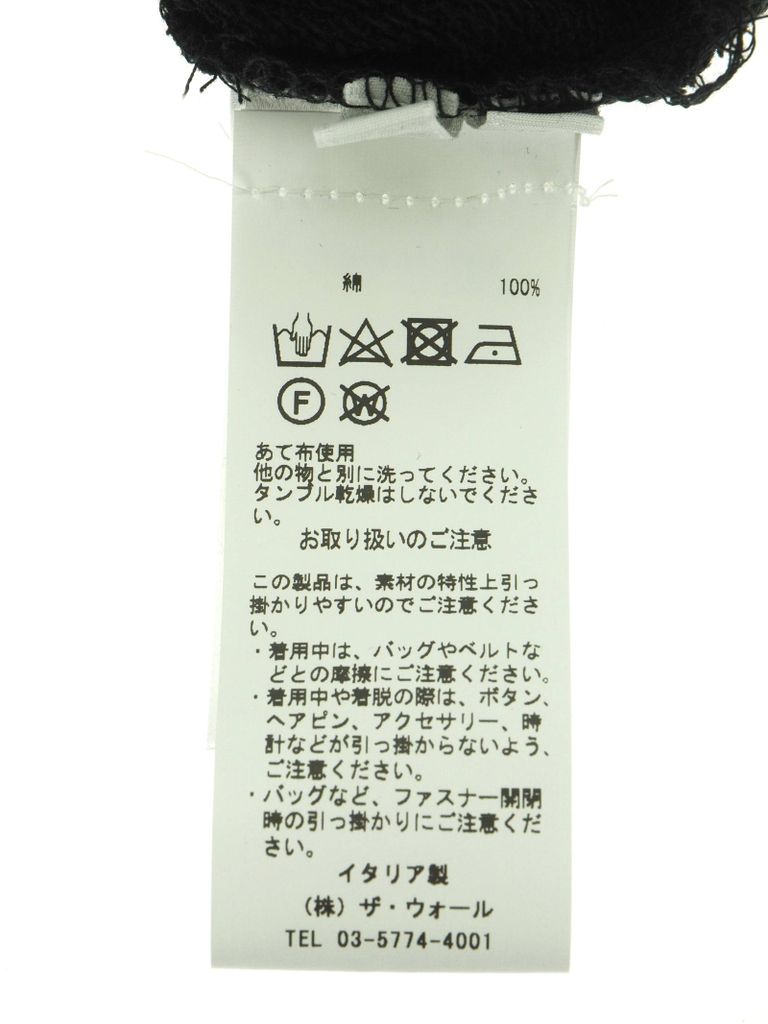 綿 100%
F W
あて布使用
他の物と別に洗ってください。
タンブル乾燥はしないでくださ
い。
お取り扱いのご注意
この製品は、素材の特性上引っ
掛かりやすいのでご注意くださ
い。
・着用中は、バッグやベルトな
どとの摩擦にご注意ください。
・着用中や着脱の際は、ボタン、
ヘアピン、アクセサリー、時
計などが引っ掛からないよう、
ご注意ください。
・バッグなど、ファスナー開閉
時の引っ掛かりにご注意くだ
さい。
イタリア製
（株）ザ・ウォール
TEL 03-5774-4001